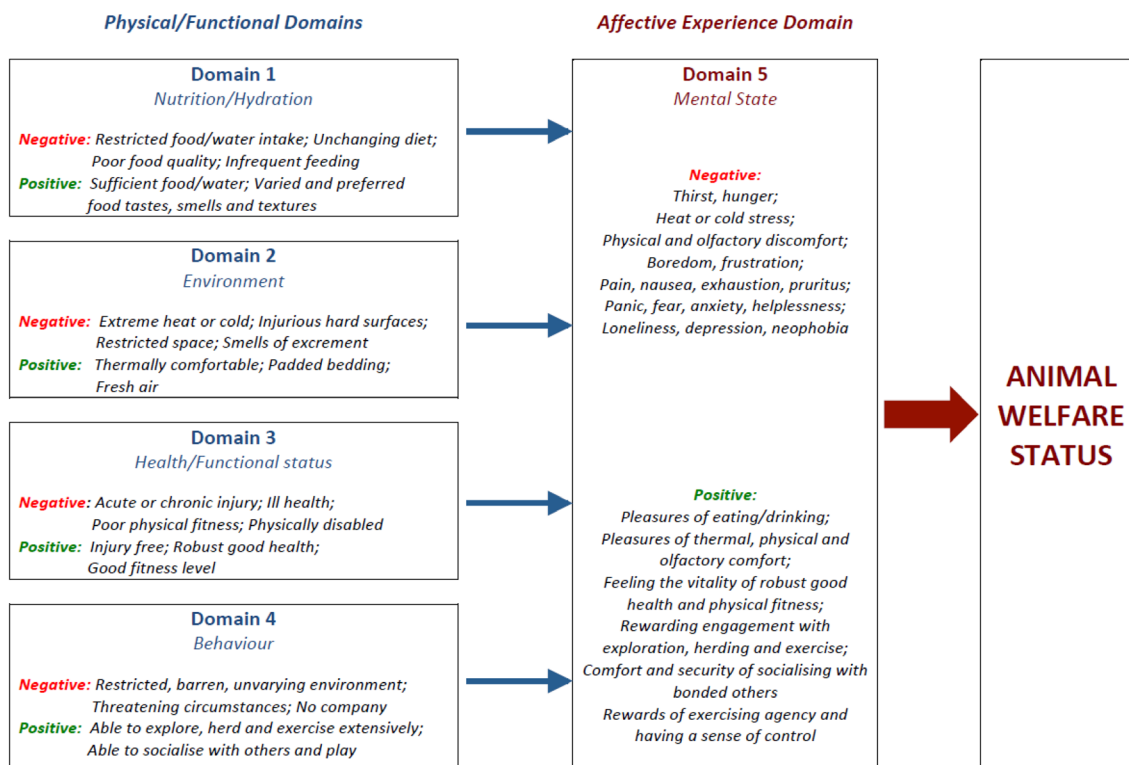 Physical/Functional Domains
Affective Experience Domain
Domain 1
Nutrition/Hydration
Negative: Restricted food/water intake; Unchanging diet;
Poor food quality; Infrequent feeding
Positive: Sufficient food/water; Varied and preferred
food tastes, smells and textures
Domain 2
Environment
Negative: Extreme heat or cold; Injurious hard surfaces;
Restricted space; Smells of excrement
Positive: Thermally comfortable; Padded bedding;
Fresh air
Domain 3
Health/Functional status
Negative: Acute or chronic injury; Ill health;
Poor physical fitness; Physically disabled
Positive: Injury free; Robust good health;
Good fitness level
Domain 4
Behaviour
Negative: Restricted, barren, unvarying environment;
Threatening circumstances; No company
Positive: Able to explore, herd and exercise extensively;
Able to socialise with others and play
Domain 5
Mental State
Negative:
Thirst, hunger;
Heat or cold stress;
Physical and olfactory discomfort;
Boredom, frustration;
Pain, nausea, exhaustion, pruritus;
Panic, fear, anxiety, helplessness;
Loneliness, depression, neophobia
Positive:
Pleasures of eating/drinking;
Pleasures of thermal, physical and
olfactory comfort;
Feeling the vitality of robust good
health and physical fitness;
Rewarding engagement with
exploration, herding and exercise;
Comfort and security of socialising with
bonded others
Rewards of exercising agency and
having a sense of control
ANIMAL
WELFARE
STATUS